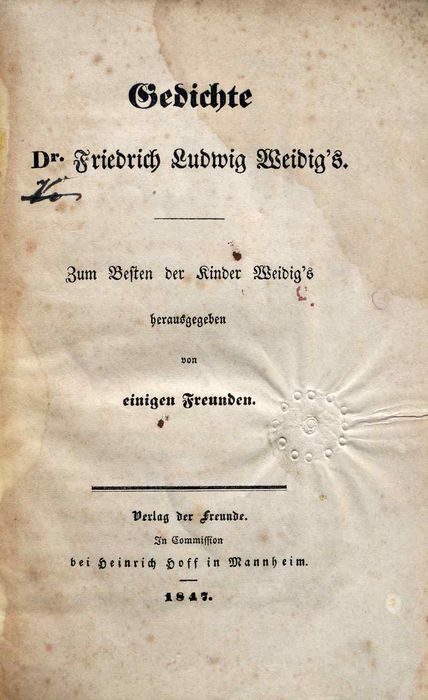 Gedichte
Dr. Friedrich Ludwig Weidig's.
Zum Besten der Kinder Weidig's
herausgegeben
von
einigen Freunden.
Verlag der Freunde.
In Commission
bei Heinrich Hoff in Mannheim.
1847.